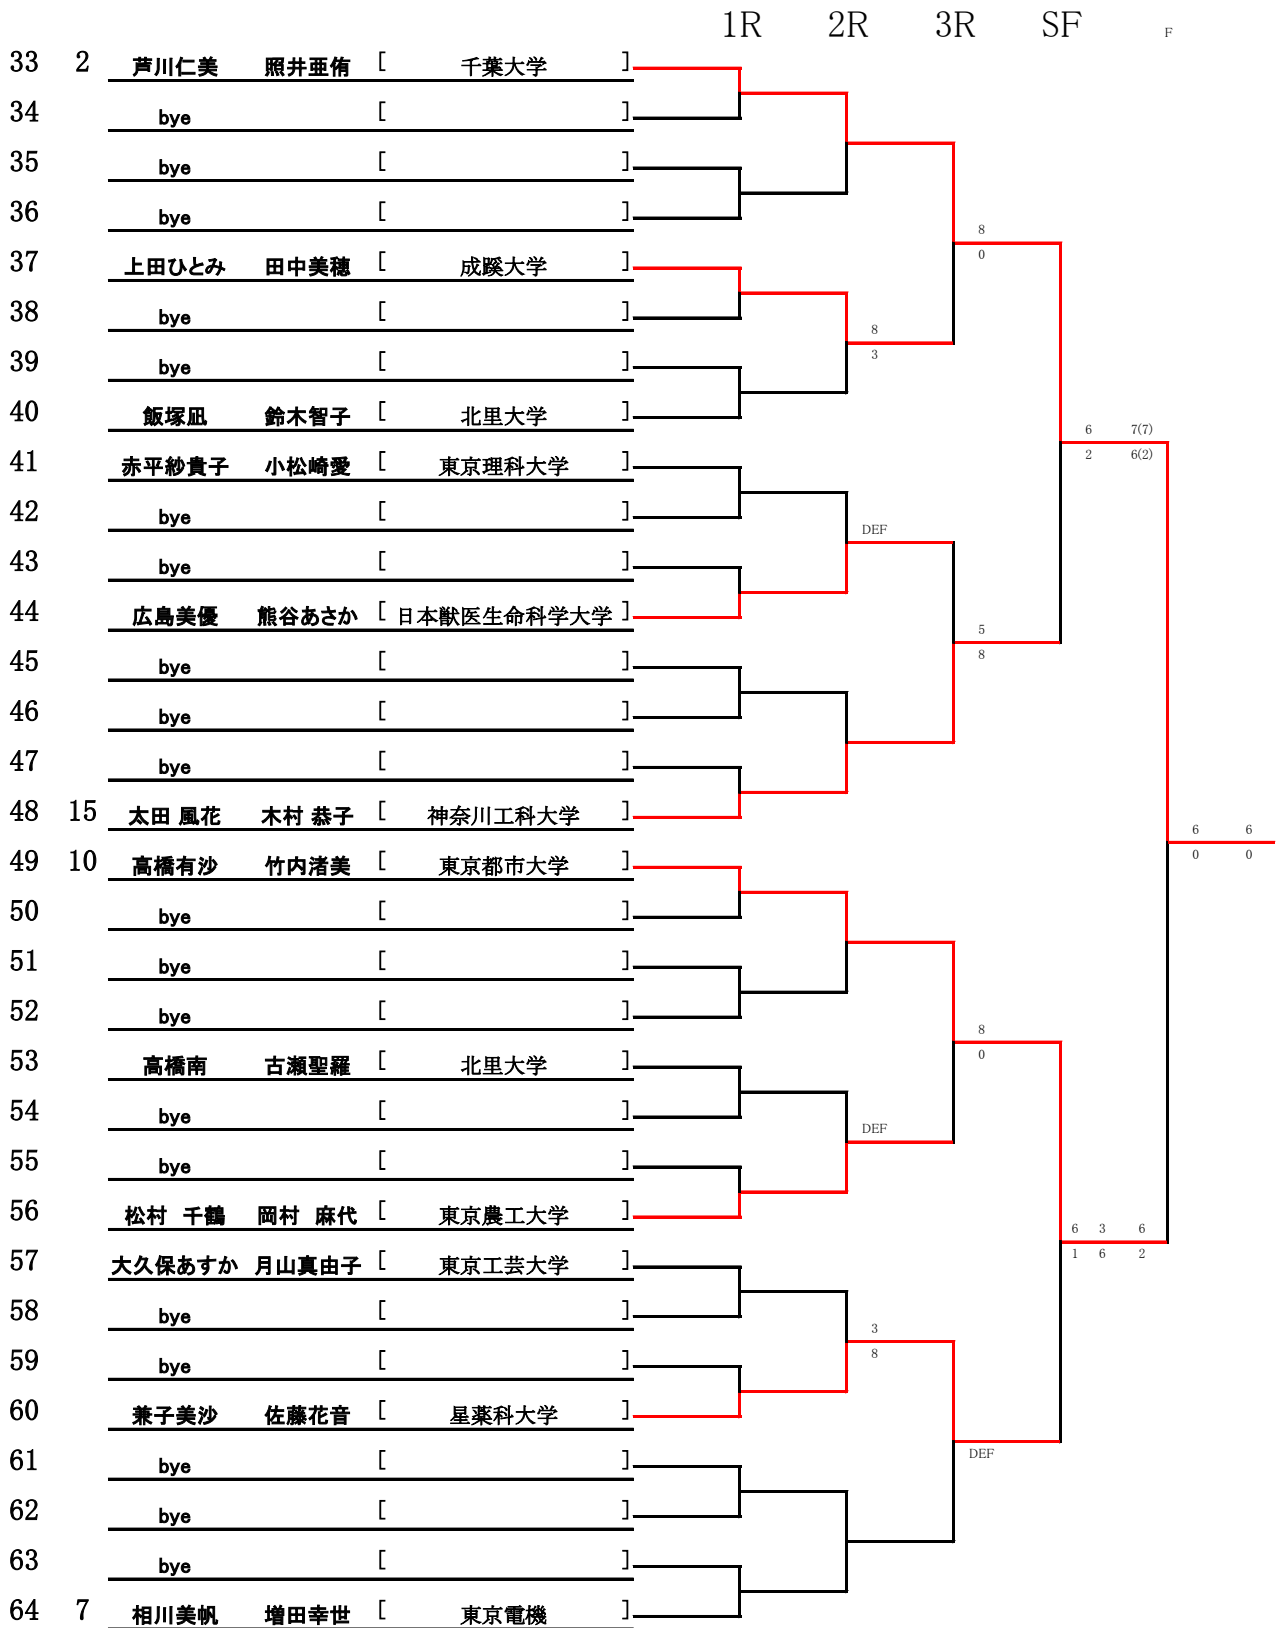 1R 2R 3R SF F
33 2 芦川仁美 照井亜侑 [ 千葉大学 ]
34 bye [ ]
35 bye [ ]
36 bye [ ]
8
37 上田ひとみ 田中美穂 [ 成蹊大学 ]
0
38 bye [ ]
8
39 bye [ ]
3
40 飯塚凪 鈴木智子 [ 北里大学 ]
6 7(7)
41 赤平紗貴子 小松崎愛 [ 東京理科大学 ]
2 6(2)
42 bye [ ]
DEF
43 bye [ ]
44 広島美優 熊谷あさか [ 日本獣医生命科学大学 ]
5
45 bye [ ]
8
46 bye [ ]
47 bye [ ]
48 15 太田 風花 木村 恭子 [ 神奈川工科大学 ]
6 6
49 10 高橋有沙 竹内渚美 [ 東京都市大学 ]
0 0
50 bye [ ]
51 bye [ ]
52 bye [ ]
8
53 高橋南 古瀬聖羅 [ 北里大学 ]
0
54 bye [ ]
DEF
55 bye [ ]
56 松村 千鶴 岡村 麻代 [ 東京農工大学 ]
6 3 6
57 大久保あすか 月山真由子 [ 東京工芸大学 ]
1 6 2
58 bye [ ]
3
59 bye [ ]
8
60 兼子美沙 佐藤花音 [ 星薬科大学 ]
61 bye [ ]
DEF
62 bye [ ]
63 bye [ ]
64 7 相川美帆 増田幸世 [ 東京電機 ]